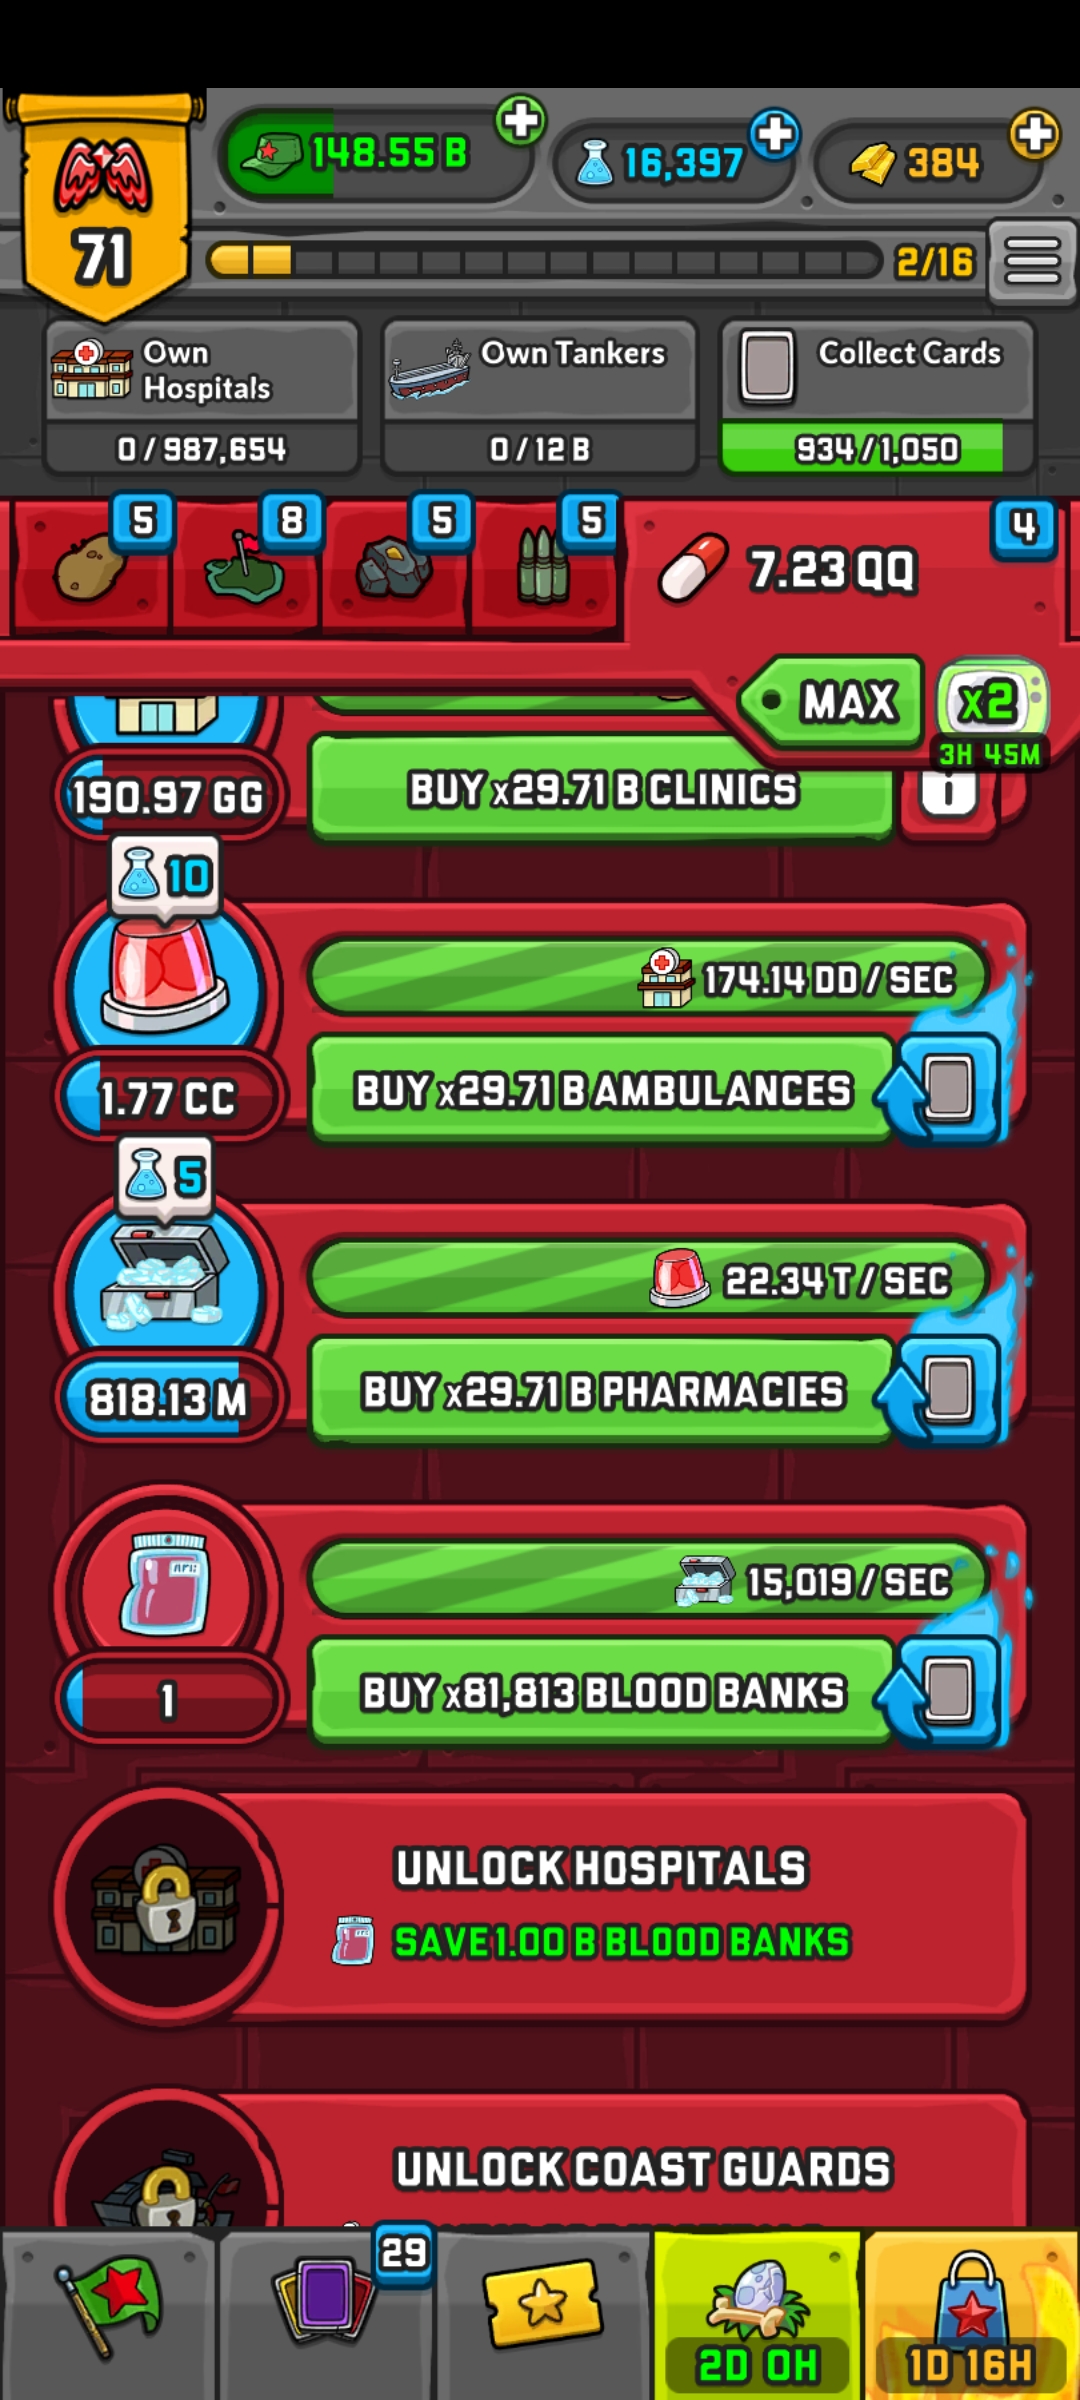 148.55 B
16,397
384
71
2/16
Own
Hospitals
0 / 987,654
Own Tankers
0 / 12 B
Collect Cards
934 / 1,050
5
8
5
5
7.23 QQ
4
MAX
x2
3H 45M
190.97 GG
BUY x29.71 B CLINICS
10
174.14 DD / SEC
1.77 CC
BUY x29.71 B AMBULANCES
5
22.34 T / SEC
818.13 M
BUY x29.71 B PHARMACIES
15,019 / SEC
1
BUY x81,813 BLOOD BANKS
UNLOCK HOSPITALS
SAVE 1.00 B BLOOD BANKS
UNLOCK COAST GUARDS
29
2D 0H
1D 16H